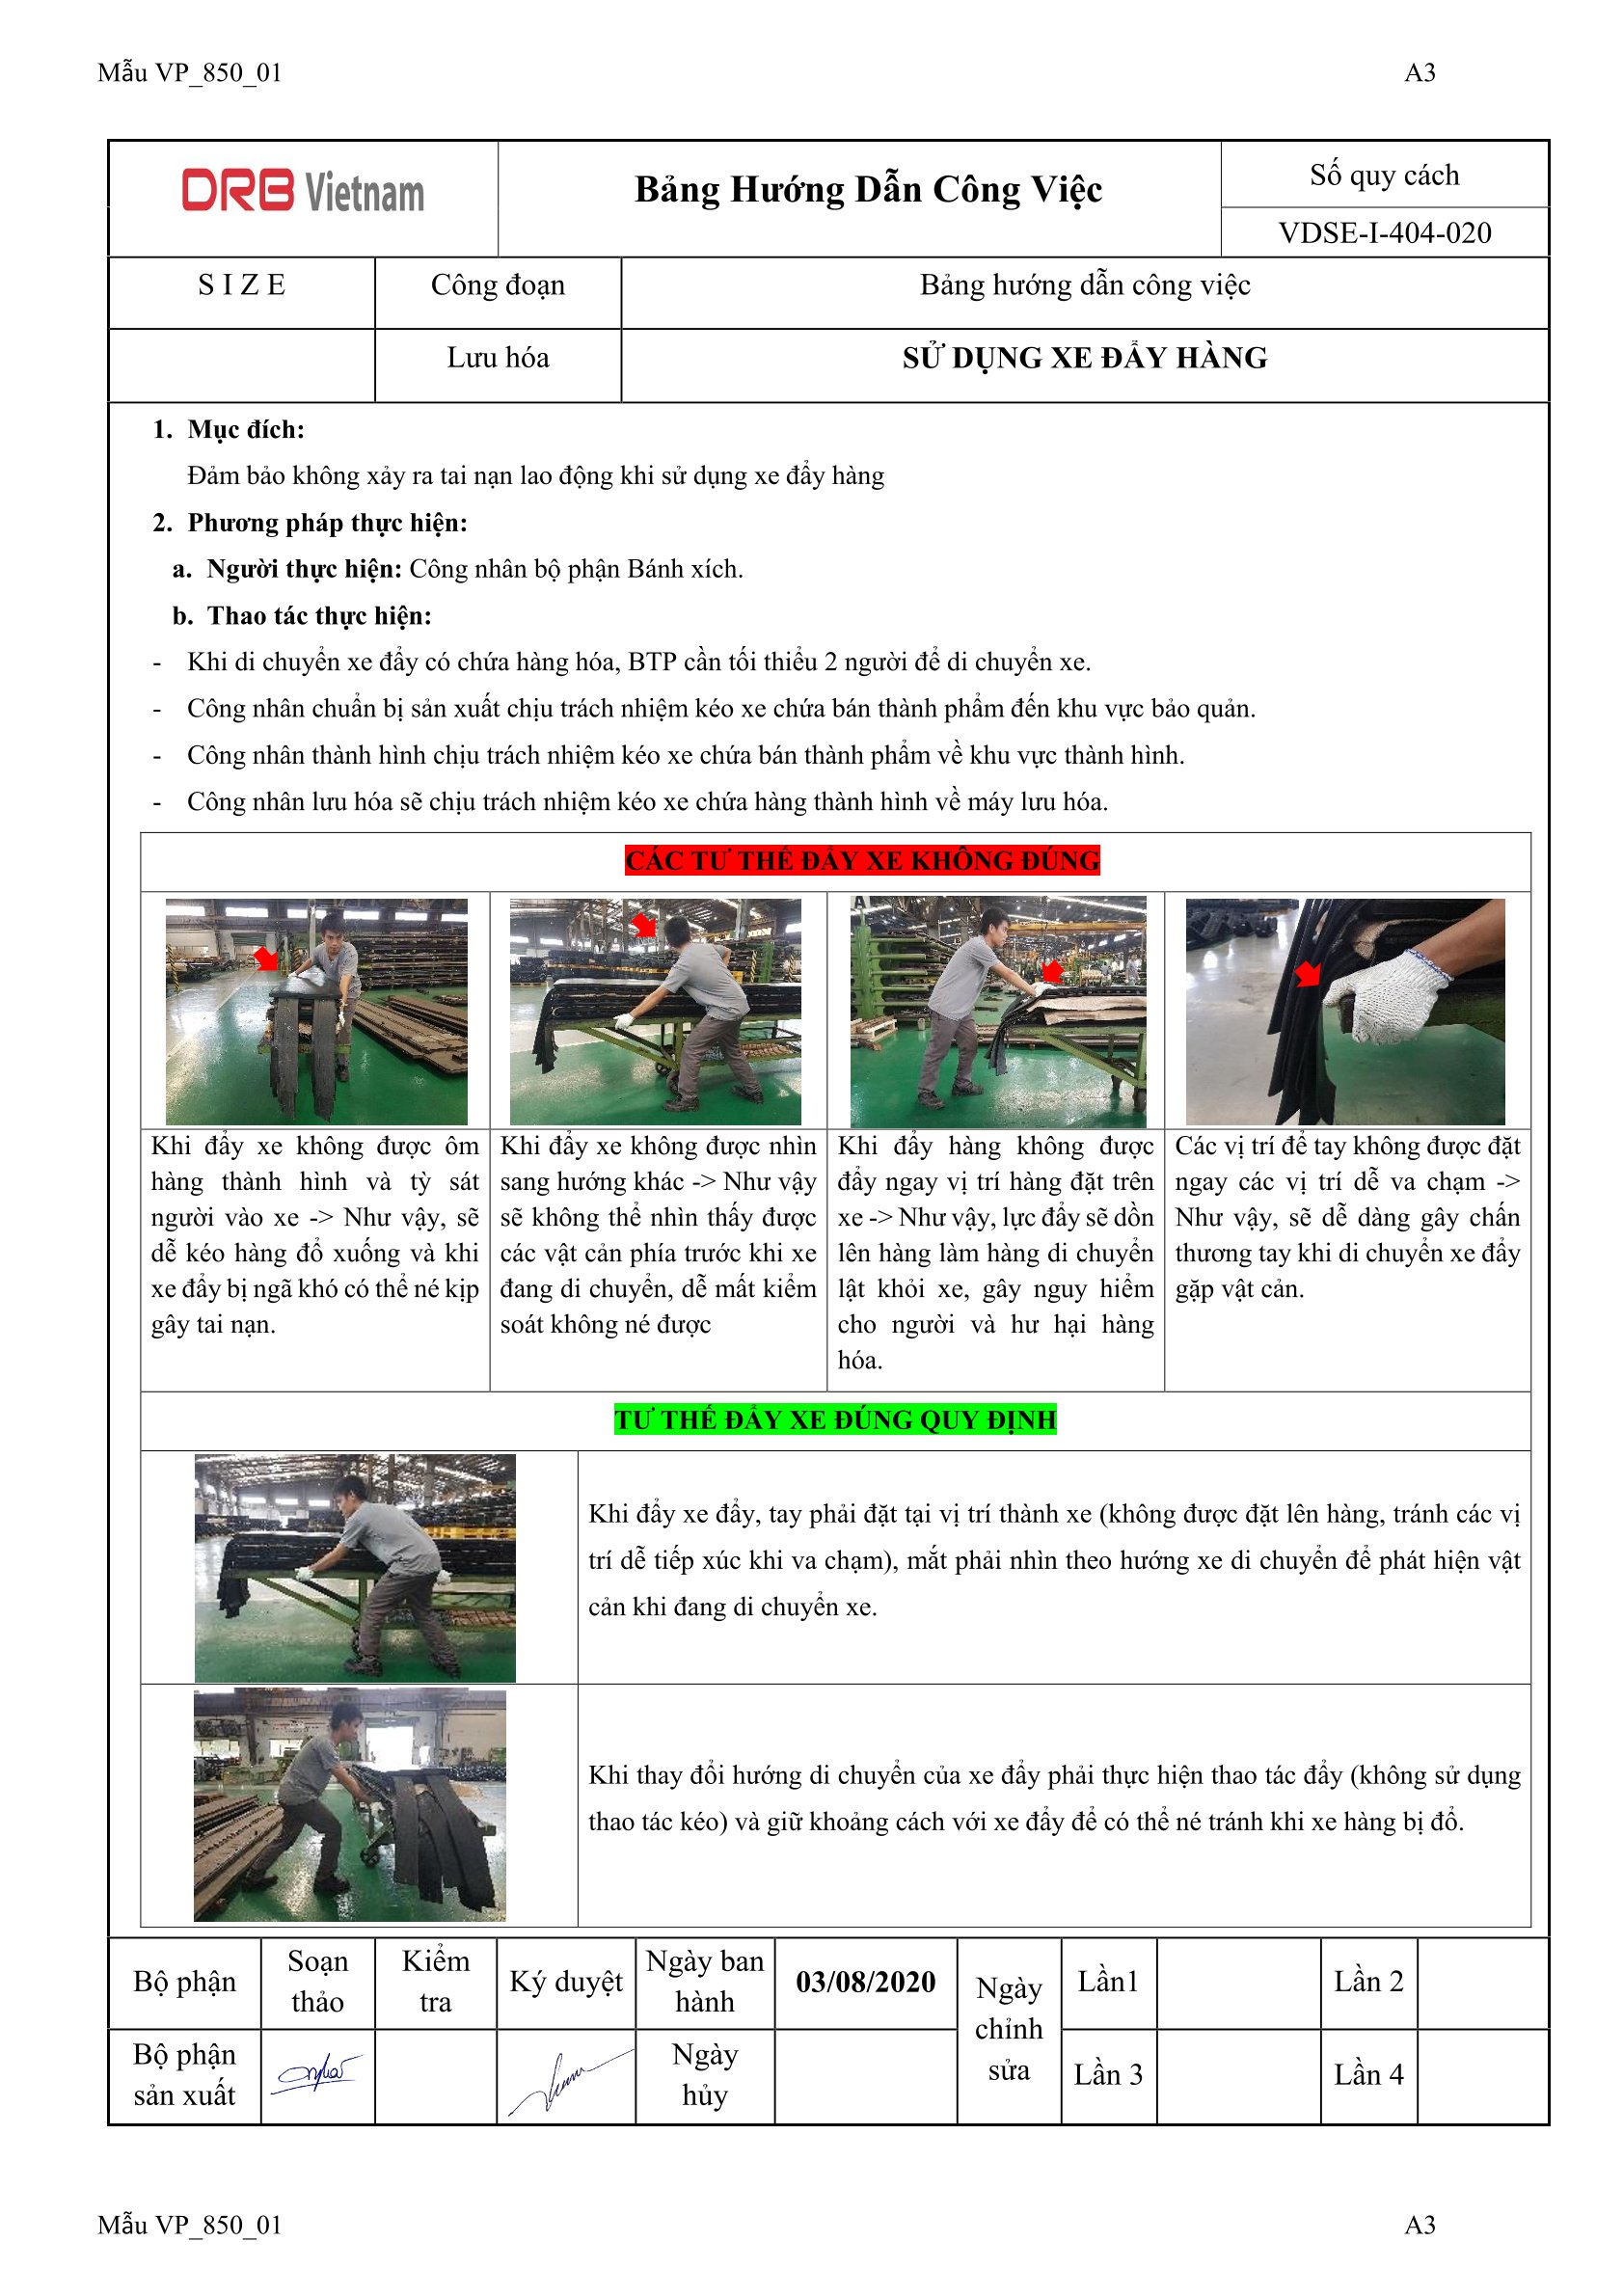 Mẫu VP_850_01 A3
DRB Vietnam
Bảng Hướng Dẫn Công Việc
Số quy cách
VDSE-I-404-020
S I Z E
Công đoạn
Bảng hướng dẫn công việc
Lưu hóa
SỬ DỤNG XE ĐẨY HÀNG
1. Mục đích:
Đảm bảo không xảy ra tai nạn lao động khi sử dụng xe đẩy hàng
2. Phương pháp thực hiện:
a. Người thực hiện: Công nhân bộ phận Bánh xích.
b. Thao tác thực hiện:
- Khi di chuyển xe đẩy có chứa hàng hóa, BTP cần tối thiểu 2 người để di chuyển xe.
- Công nhân chuẩn bị sản xuất chịu trách nhiệm kéo xe chứa bán thành phẩm đến khu vực bảo quản.
- Công nhân thành hình chịu trách nhiệm kéo xe chứa bán thành phẩm về khu vực thành hình.
- Công nhân lưu hóa sẽ chịu trách nhiệm kéo xe chứa hàng thành hình về máy lưu hóa.
CÁC TƯ THẾ ĐẨY XE KHÔNG ĐÚNG
Khi đẩy xe không được ôm
hàng thành hình và tỳ sát
người vào xe -> Như vậy, sẽ
dễ kéo hàng đổ xuống và khi
xe đẩy bị ngã khó có thể né kịp
gây tai nạn.
Khi đẩy xe không được nhìn
sang hướng khác -> Như vậy
sẽ không thể nhìn thấy được
các vật cản phía trước khi xe
đang di chuyển, dễ mất kiểm
soát không né được
Khi đẩy hàng không được
đẩy ngay vị trí hàng đặt trên
xe -> Như vậy, lực đẩy sẽ dồn
lên hàng làm hàng di chuyển
lật khỏi xe, gây nguy hiểm
cho người và hư hại hàng
hóa.
Các vị trí để tay không được đặt
ngay các vị trí dễ va chạm ->
Như vậy, sẽ dễ dàng gây chấn
thương tay khi di chuyển xe đẩy
gặp vật cản.
TƯ THẾ ĐẨY XE ĐÚNG QUY ĐỊNH
Khi đẩy xe đẩy, tay phải đặt tại vị trí thành xe (không được đặt lên hàng, tránh các vị
trí dễ tiếp xúc khi va chạm), mắt phải nhìn theo hướng xe di chuyển để phát hiện vật
cản khi đang di chuyển xe.
Khi thay đổi hướng di chuyển của xe đẩy phải thực hiện thao tác đẩy (không sử dụng
thao tác kéo) và giữ khoảng cách với xe đẩy để có thể né tránh khi xe hàng bị đổ.
Bộ phận
Soạn
thảo
Kiểm
tra
Ký duyệt
Ngày ban
hành
03/08/2020
Ngày
chỉnh
sửa
Lần1
Lần 2
Bộ phận
sản xuất
Ngày
hủy
Lần 3
Lần 4
Mẫu VP_850_01 A3